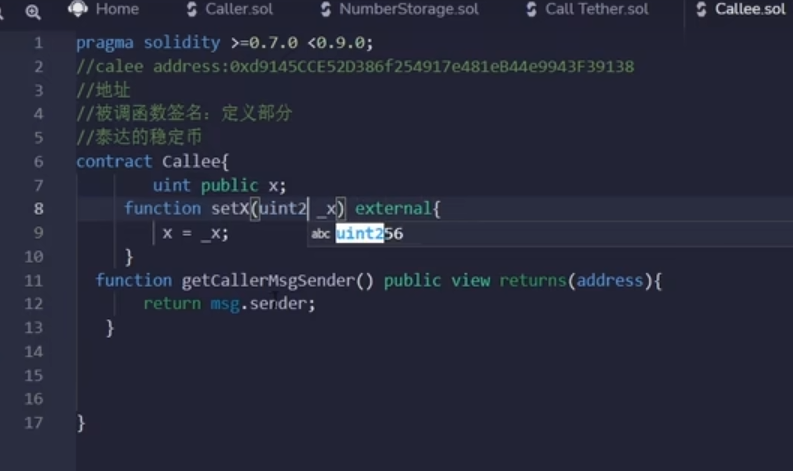 Home Caller.sol NumberStorage.sol Call Tether.sol Callee.sol
1 pragma solidity >=0.7.0 <0.9.0;
2 //calee address:0xd9145CCE52D386f254917e481eB44e9943F39138
3 //地址
4 //被调函数签名：定义部分
5 //泰达的稳定币
6 contract Callee{
7 uint public x;
8 function setX(uint2 _x) external{
9 x = _x; abc uint256
10 }
11 function getCallerMsgSender() public view returns(address){
12 return msg.sender;
13 }
14
15
16
17 }